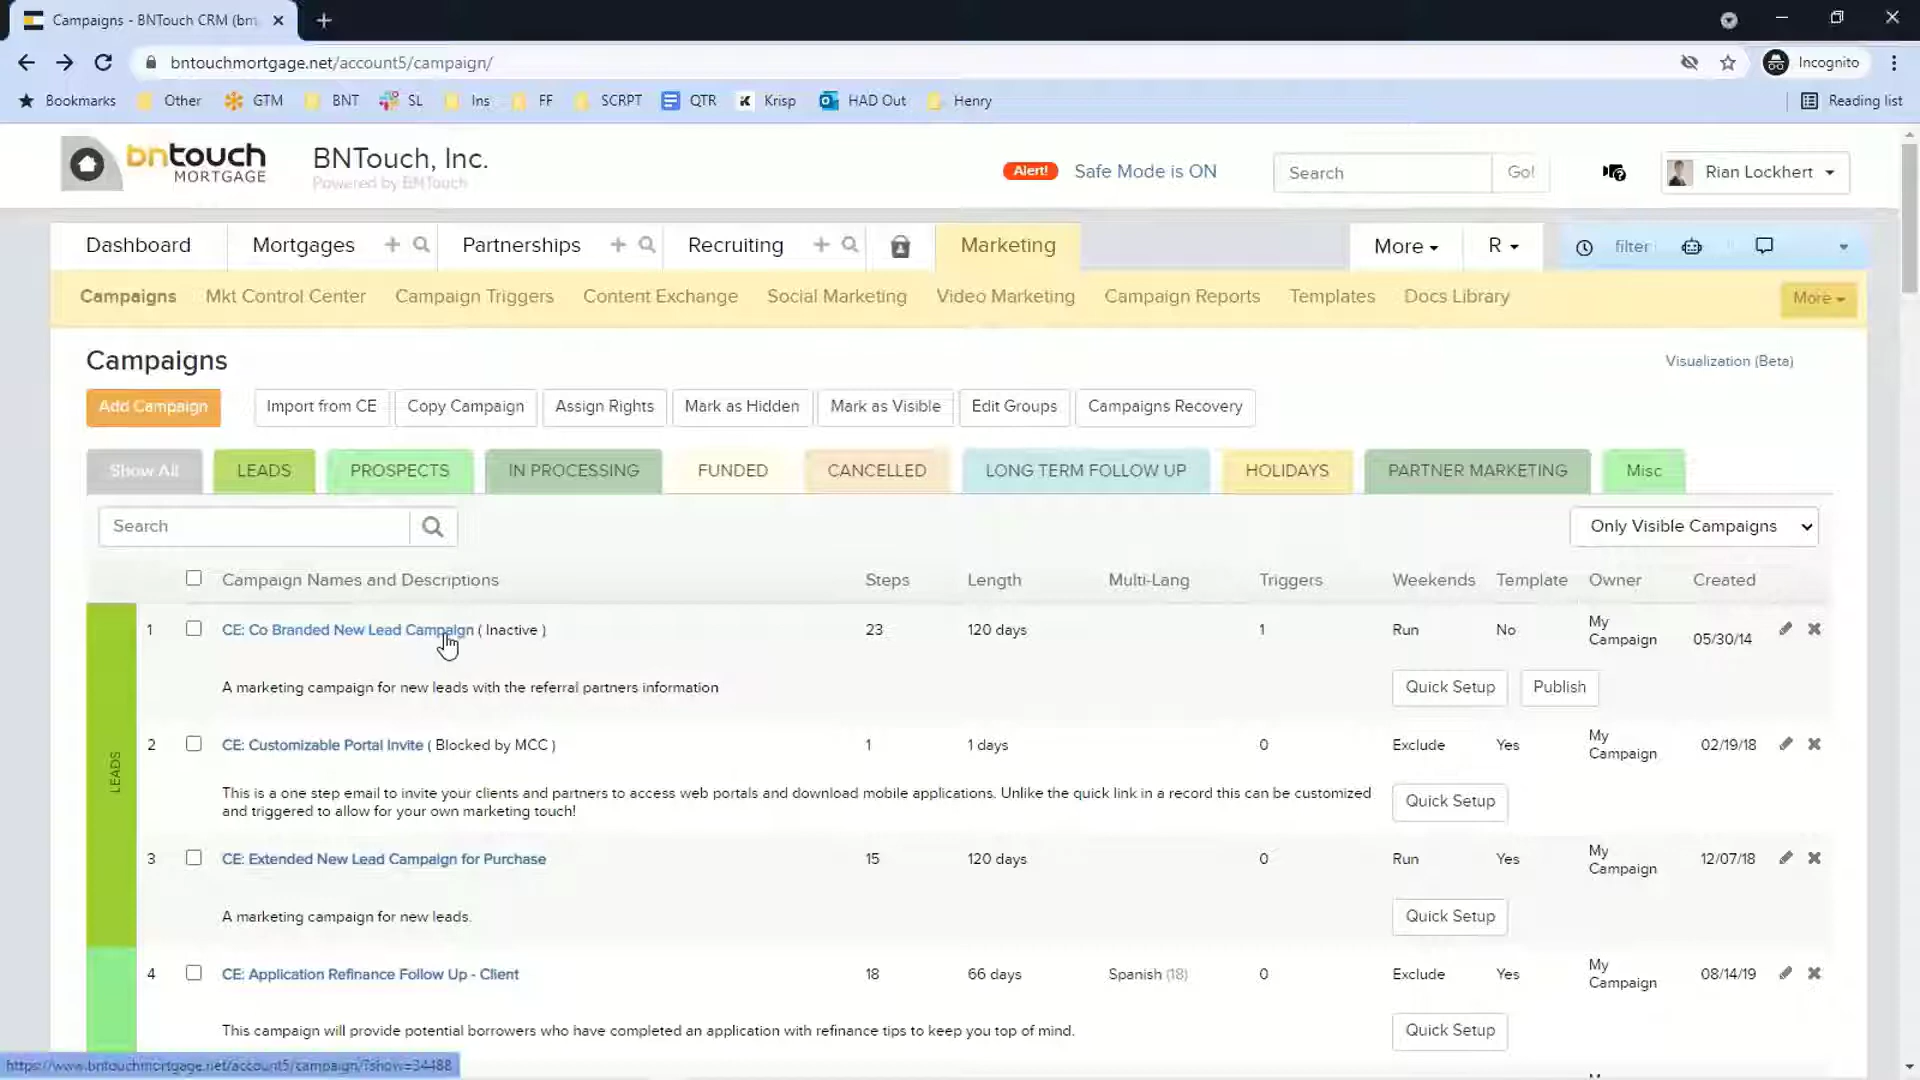 Campaigns - BNTouch CRM (bn
bntouchmortgage.net/account5/campaign/
Incognito
Bookmarks Other GTM BNT SL Ins FF SCRPT QTR Krisp HAD Out Henry Reading list
bntouch
MORTGAGE
BNTouch, Inc.
Powered by BNTouch
Alert! Safe Mode is ON
Search Go!
Rian Lockhert
Dashboard Mortgages Partnerships Recruiting Marketing More R filter
Campaigns Mkt Control Center Campaign Triggers Content Exchange Social Marketing Video Marketing Campaign Reports Templates Docs Library More
Campaigns
Visualization (Beta)
Add Campaign Import from CE Copy Campaign Assign Rights Mark as Hidden Mark as Visible Edit Groups Campaigns Recovery
Show All LEADS PROSPECTS IN PROCESSING FUNDED CANCELLED LONG TERM FOLLOW UP HOLIDAYS PARTNER MARKETING Misc
Search
Only Visible Campaigns
Campaign Names and Descriptions Steps Length Multi-Lang Triggers Weekends Template Owner Created
LEADS
1 CE: Co Branded New Lead Campaign ( Inactive ) 23 120 days 1 Run No My Campaign 05/30/14
A marketing campaign for new leads with the referral partners information
Quick Setup Publish
2 CE: Customizable Portal Invite ( Blocked by MCC ) 1 1 days 0 Exclude Yes My Campaign 02/19/18
This is a one step email to invite your clients and partners to access web portals and download mobile applications. Unlike the quick link in a record this can be customized
and triggered to allow for your own marketing touch!
Quick Setup
3 CE: Extended New Lead Campaign for Purchase 15 120 days 0 Run Yes My Campaign 12/07/18
A marketing campaign for new leads.
Quick Setup
4 CE: Application Refinance Follow Up - Client 18 66 days Spanish (18) 0 Exclude Yes My Campaign 08/14/19
This campaign will provide potential borrowers who have completed an application with refinance tips to keep you top of mind.
Quick Setup
https://www.bntouchmortgage.net/account5/campaign/?show=34488